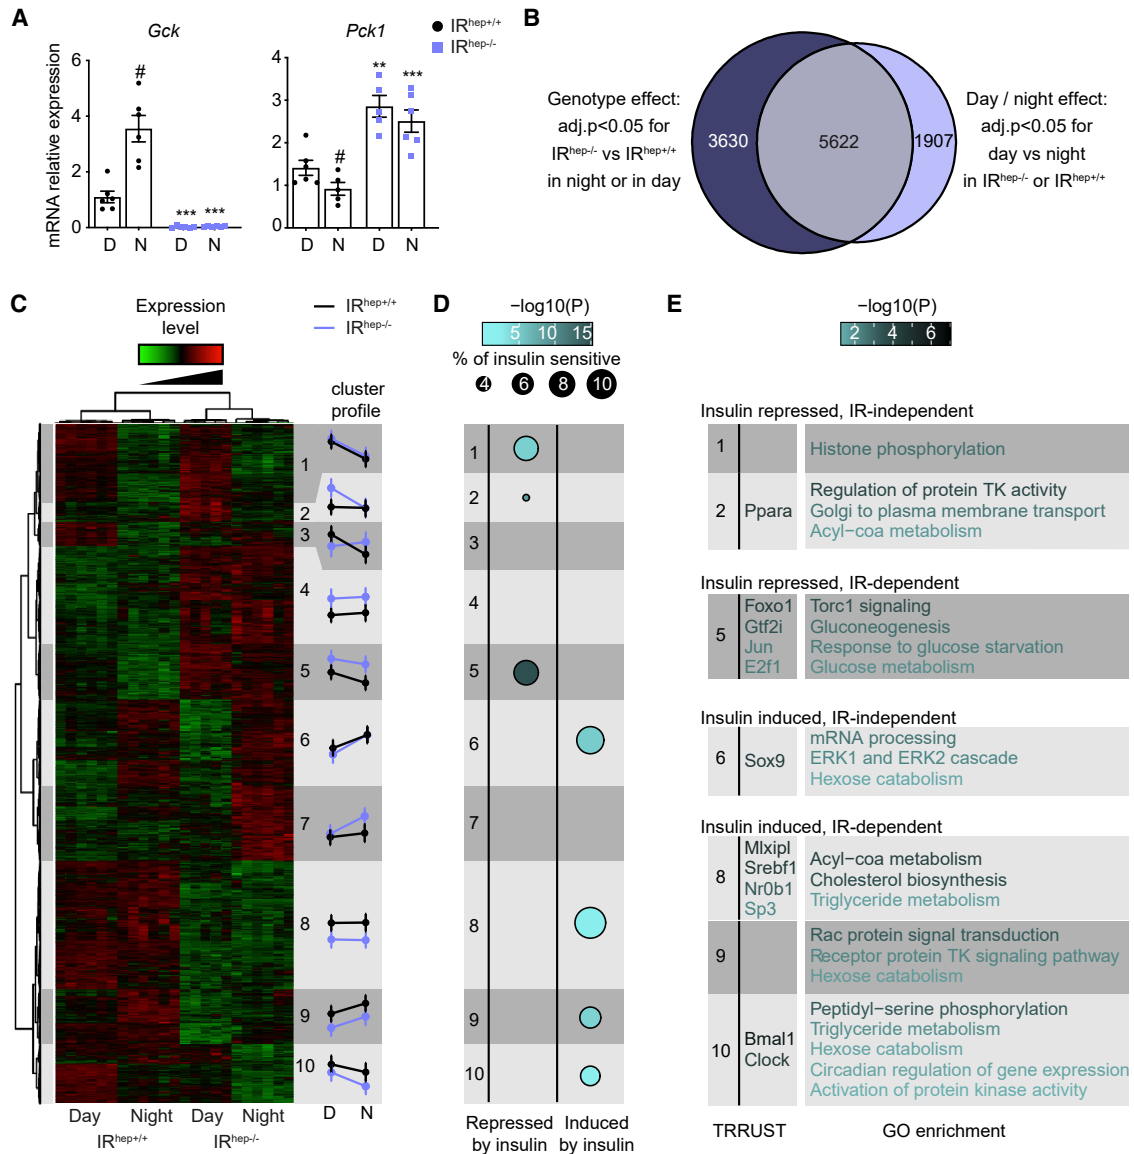 A
Gck
Pck1
IRhep+/+
IRhep-/-
mRNA relative expression
6
4
2
0
#
***
***
D
N
D
N
4
3
2
1
0
#
**
***
D
N
D
N
B
Genotype effect:
adj.p<0.05 for
IRhep-/- vs IRhep+/+
in night or in day
3630
5622
1907
Day / night effect:
adj.p<0.05 for
day vs night
in IRhep-/- or IRhep+/+
C
Expression
level
IRhep+/+
IRhep-/-
cluster
profile
1
2
3
4
5
6
7
8
9
10
Day Night Day Night
IRhep+/+ IRhep-/-
D N
D
−log10(P)
5 10 15
% of insulin sensitive
4 6 8 10
1
2
3
4
5
6
7
8
9
10
Repressed
by insulin
Induced
by insulin
E
−log10(P)
2 4 6
Insulin repressed, IR-independent
1
Histone phosphorylation
2
Ppara
Regulation of protein TK activity
Golgi to plasma membrane transport
Acyl−coa metabolism
Insulin repressed, IR-dependent
5
Foxo1
Gtf2i
Jun
E2f1
Torc1 signaling
Gluconeogenesis
Response to glucose starvation
Glucose metabolism
Insulin induced, IR-independent
6
Sox9
mRNA processing
ERK1 and ERK2 cascade
Hexose catabolism
Insulin induced, IR-dependent
8
Mlxipl
Srebf1
Nr0b1
Sp3
Acyl−coa metabolism
Cholesterol biosynthesis
Triglyceride metabolism
9
Rac protein signal transduction
Receptor protein TK signaling pathway
Hexose catabolism
10
Bmal1
Clock
Peptidyl−serine phosphorylation
Triglyceride metabolism
Hexose catabolism
Circadian regulation of gene expression
Activation of protein kinase activity
TRRUST
GO enrichment